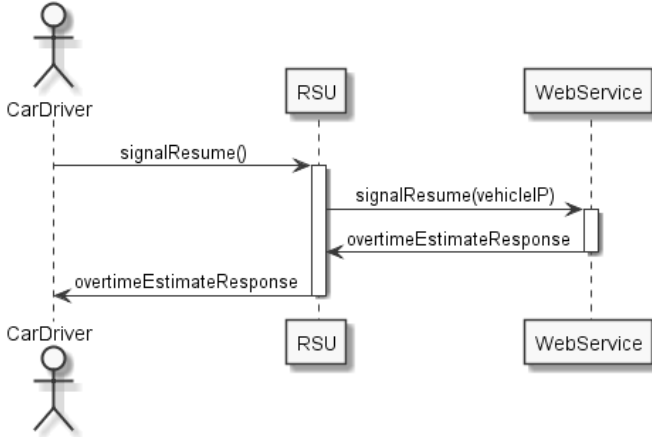 CarDriver
RSU
WebService
signalResume()
signalResume(vehicleIP)
overtimeEstimateResponse
overtimeEstimateResponse
CarDriver
RSU
WebService